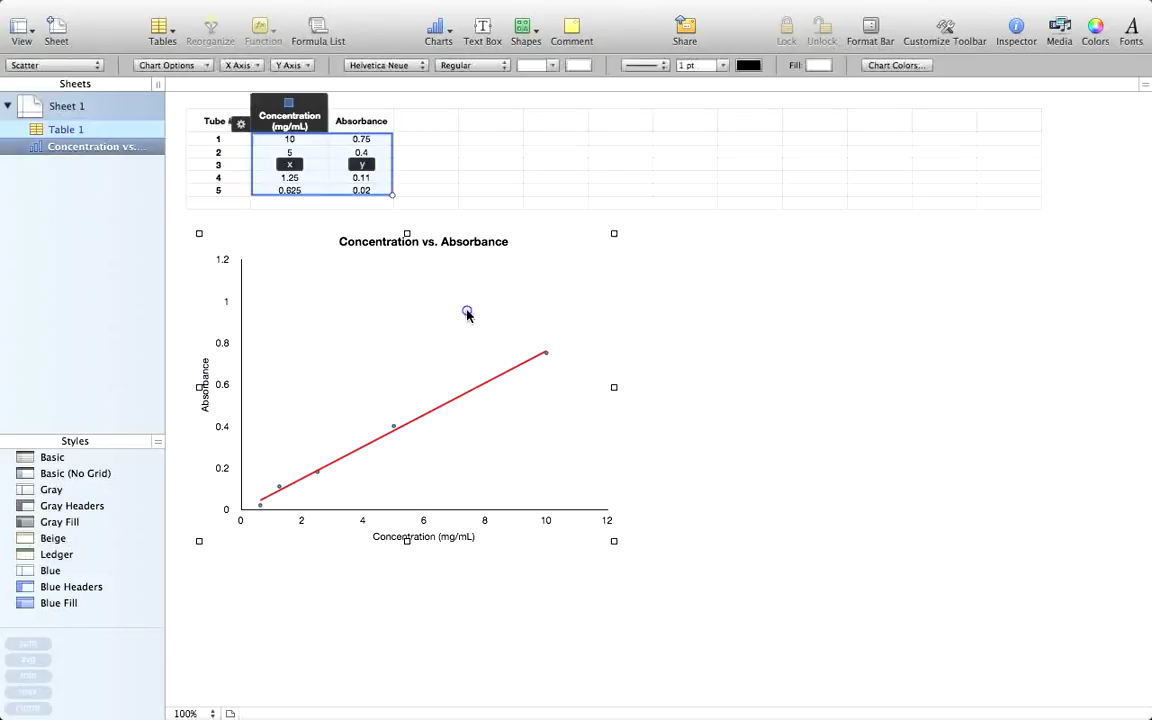 View Sheet Tables Reorganize Function Formula List Charts Text Box Shapes Comment Share Lock Unlock Format Bar Customize Toolbar Inspector Media Colors Fonts
Scatter Chart Options X Axis Y Axis Helvetica Neue Regular 1 pt Fill: Chart Colors...
Sheets
Sheet 1
Table 1
Concentration vs....
Styles
Basic
Basic (No Grid)
Gray
Gray Headers
Gray Fill
Beige
Ledger
Blue
Blue Headers
Blue Fill
sum
avg
min
max
Tube # Concentration (mg/mL) Absorbance
1 10 0.75
2 5 0.4
3 x y
4 1.25 0.11
5 0.625 0.02
Concentration vs. Absorbance
1.2
1
0.8
0.6
0.4
0.2
0
Absorbance
0 2 4 6 8 10 12
Concentration (mg/mL)
100%